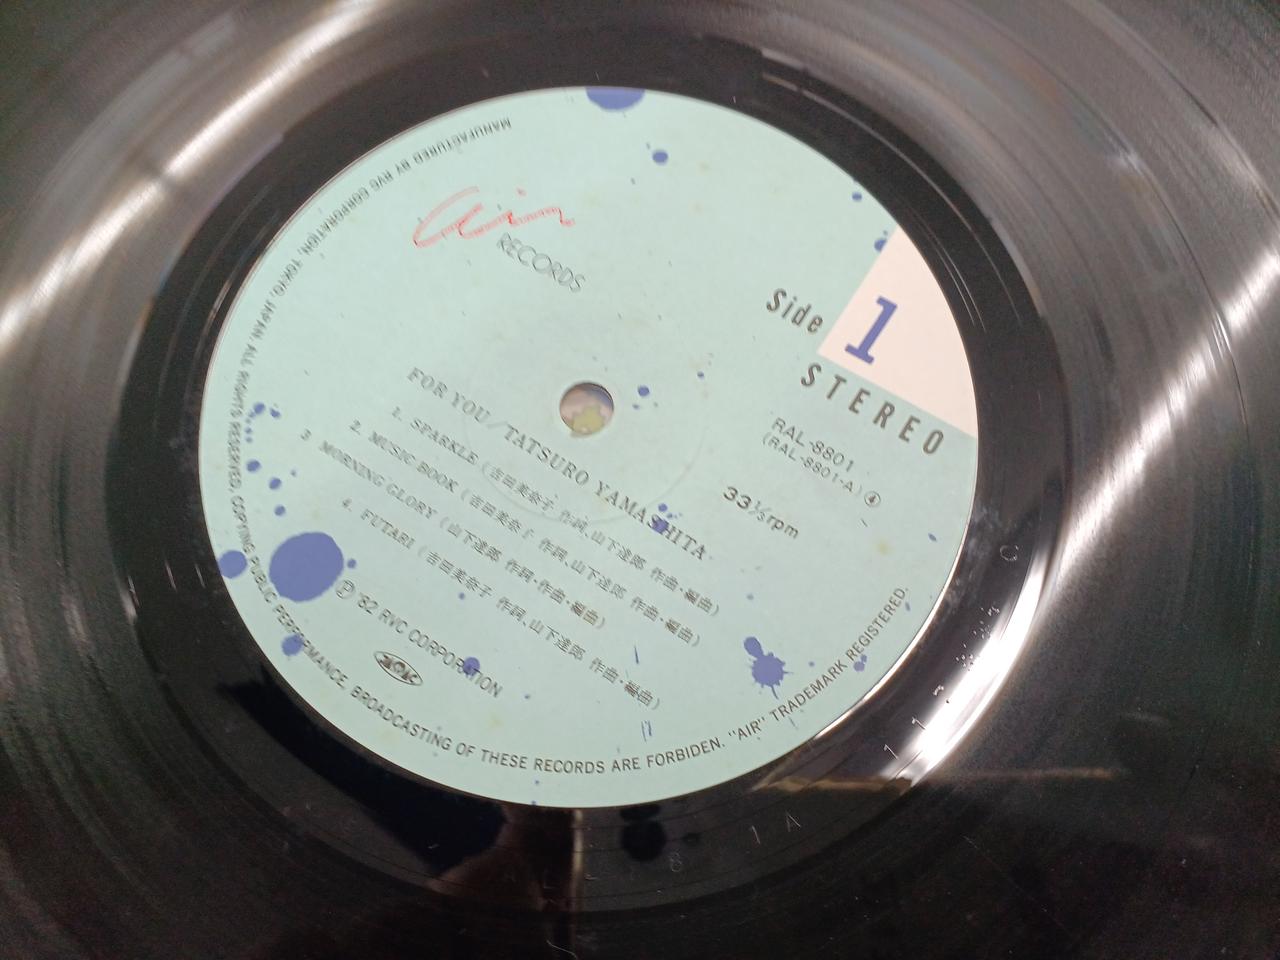 MANUFACTURED BY RVC CORPORATION, TOKYO, JAPAN. ALL RIGHTS RESERVED. COPYING, PUBLIC PERFORMANCE, BROADCASTING OF THESE RECORDS ARE FORBIDEN. "AIR" TRADEMARK REGISTERED.
Air
RECORDS
Side 1
STEREO
RAL-8801
(RAL-8801-A) ④
33⅓rpm
FOR YOU/TATSURO YAMASHITA
1. SPARKLE (吉田美奈子 作詞、山下達郎 作曲・編曲)
2. MUSIC BOOK (吉田美奈子 作詞、山下達郎 作曲・編曲)
3 MORNING GLORY (山下達郎 作詞・作曲・編曲)
4. FUTARI (吉田美奈子 作詞、山下達郎 作曲・編曲)
Ⓟ '82 RVC CORPORATION